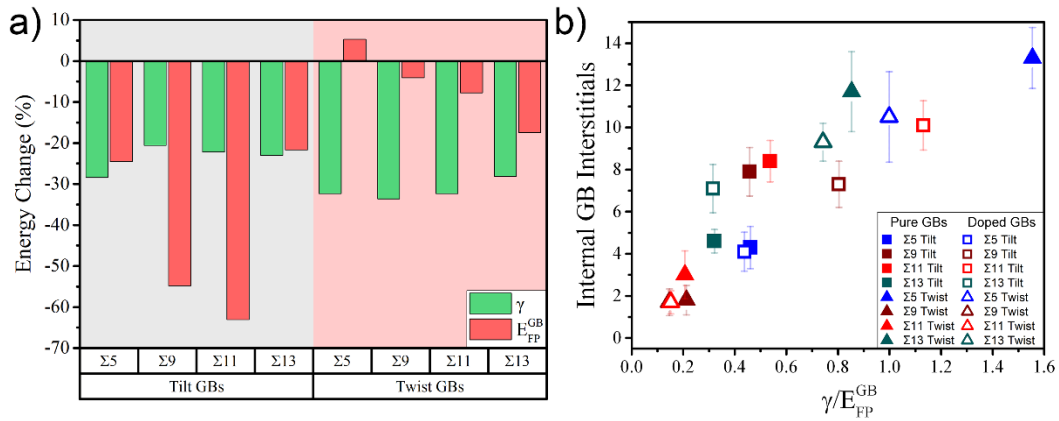 a)
Energy Change (%)
10
0
-10
-20
-30
-40
-50
-60
-70
γ
E_FP^GB
Σ5 Σ9 Σ11 Σ13 Σ5 Σ9 Σ11 Σ13
Tilt GBs Twist GBs
b)
Internal GB Interstitials
14
12
10
8
6
4
2
0
Pure GBs Doped GBs
Σ5 Tilt Σ5 Tilt
Σ9 Tilt Σ9 Tilt
Σ11 Tilt Σ11 Tilt
Σ13 Tilt Σ13 Tilt
Σ5 Twist Σ5 Twist
Σ9 Twist Σ9 Twist
Σ11 Twist Σ11 Twist
Σ13 Twist Σ13 Twist
0.0 0.2 0.4 0.6 0.8 1.0 1.2 1.4 1.6
γ/E_FP^GB